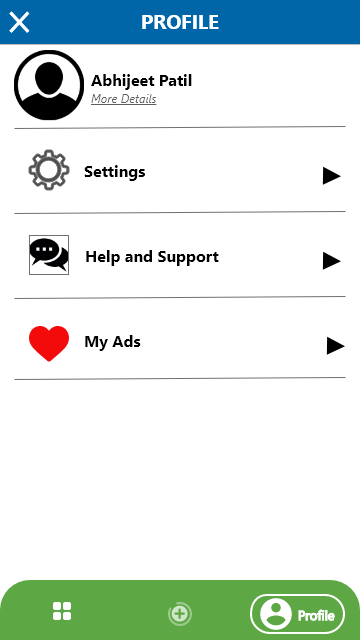 PROFILE
Abhijeet Patil
More Details
Settings
Help and Support
My Ads
Profile